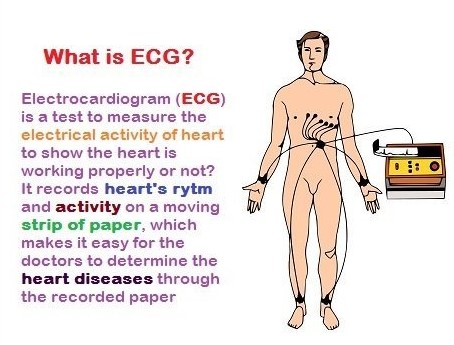 What is ECG?
Electrocardiogram (ECG)
is a test to measure the
electrical activity of heart
to show the heart is
working properly or not?
It records heart's rytm
and activity on a moving
strip of paper, which
makes it easy for the
doctors to determine the
heart diseases through
the recorded paper